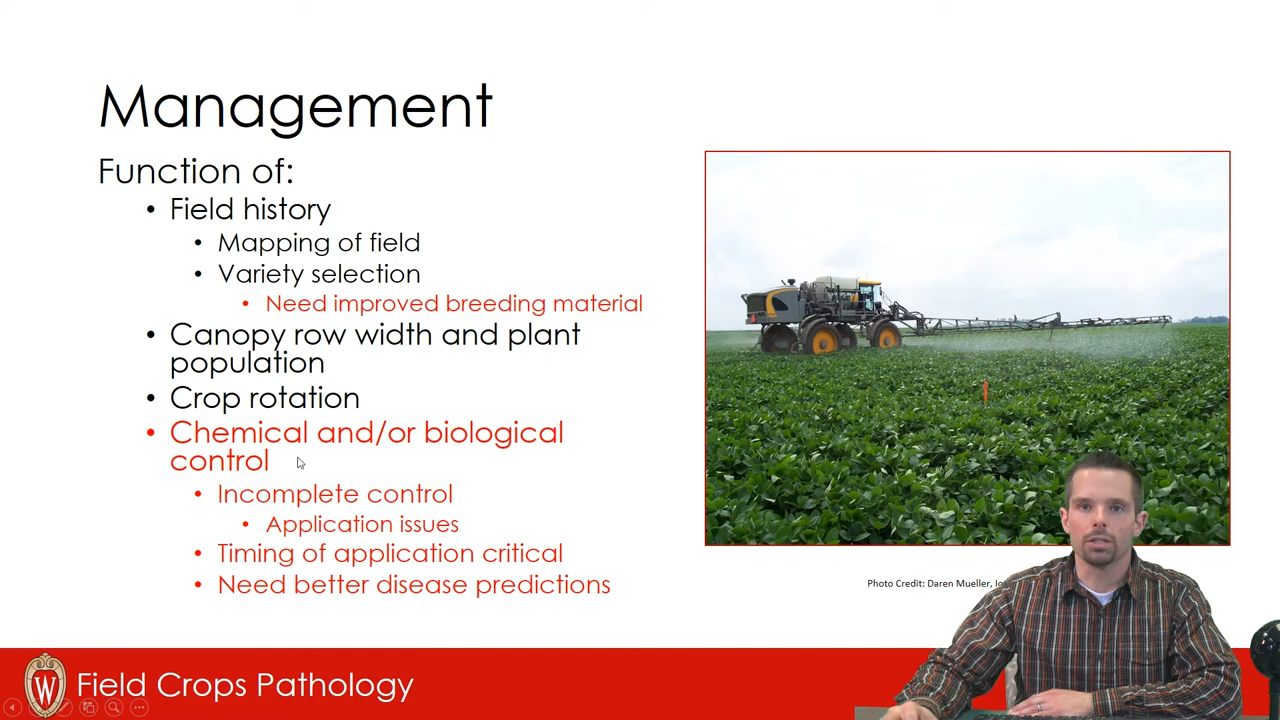 Management
Function of:
• Field history
• Mapping of field
• Variety selection
• Need improved breeding material
• Canopy row width and plant
population
• Crop rotation
• Chemical and/or biological
control
• Incomplete control
• Application issues
• Timing of application critical
• Need better disease predictions
Photo Credit: Daren Mueller,
W
Field Crops Pathology